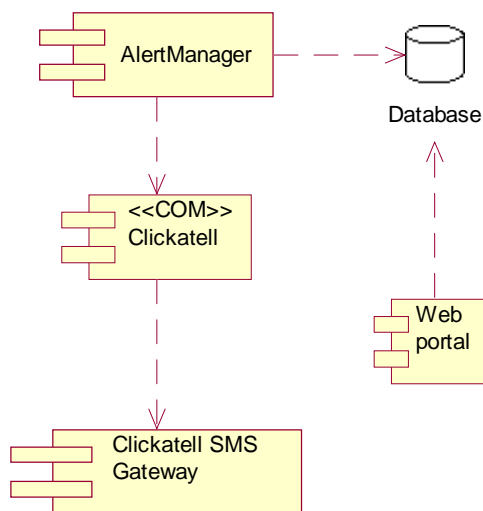 AlertManager
Database
<<COM>>
Clickatell
Web
portal
Clickatell SMS
Gateway